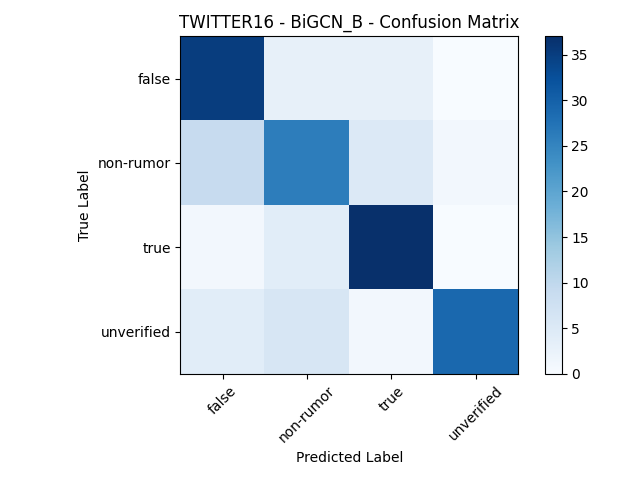 TWITTER16 - BiGCN_B - Confusion Matrix
false
non-rumor
true
unverified
True Label
false
non-rumor
true
unverified
Predicted Label
35
30
25
20
15
10
5
0